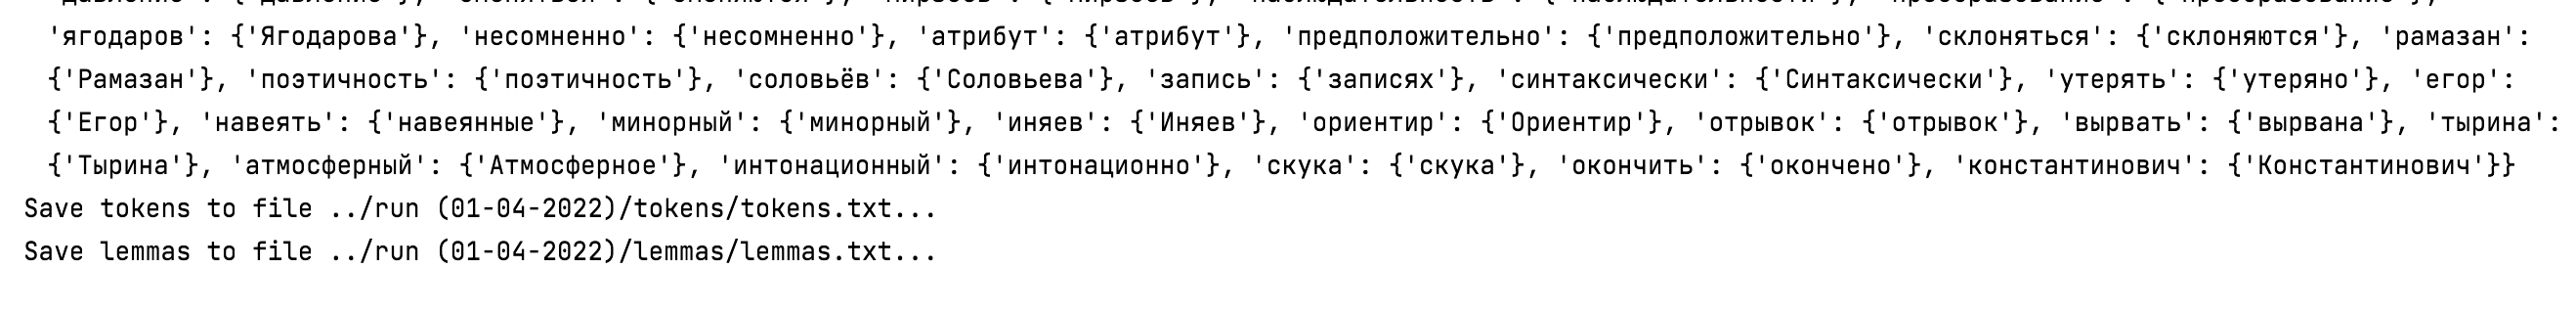 'ягодаров': {'Ягодарова'}, 'несомненно': {'несомненно'}, 'атрибут': {'атрибут'}, 'предположительно': {'предположительно'}, 'склоняться': {'склоняются'}, 'рамазан':
{'Рамазан'}, 'поэтичность': {'поэтичность'}, 'соловьёв': {'Соловьева'}, 'запись': {'записях'}, 'синтаксически': {'Синтаксически'}, 'утерять': {'утеряно'}, 'егор':
{'Егор'}, 'навеять': {'навеянные'}, 'минорный': {'минорный'}, 'иняев': {'Иняев'}, 'ориентир': {'Ориентир'}, 'отрывок': {'отрывок'}, 'вырвать': {'вырвана'}, 'тырина':
{'Тырина'}, 'атмосферный': {'Атмосферное'}, 'интонационный': {'интонационно'}, 'скука': {'скука'}, 'окончить': {'окончено'}, 'константинович': {'Константинович'}}
Save tokens to file ../run (01-04-2022)/tokens/tokens.txt...
Save lemmas to file ../run (01-04-2022)/lemmas/lemmas.txt...